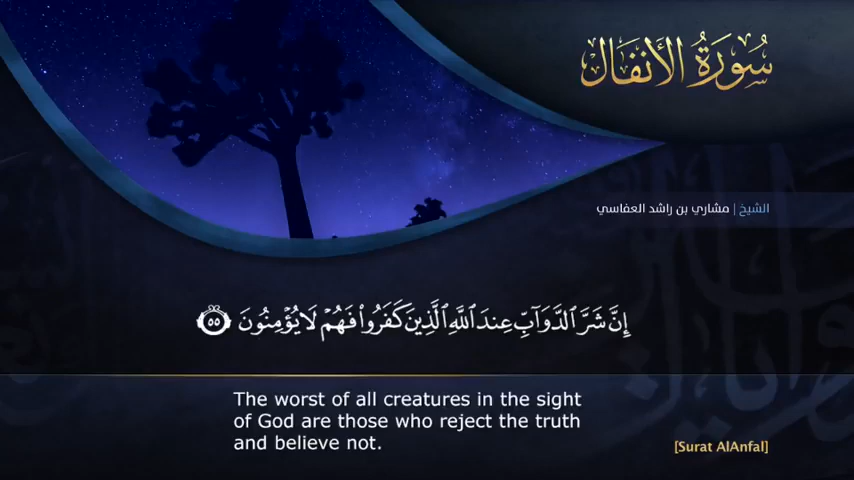 سُورَةُ الأَنفَال
الشيخ | مشاري بن راشد العفاسي
إِنَّ شَرَّ ٱلدَّوَآبِّ عِندَ ٱللَّهِ ٱلَّذِينَ كَفَرُوا۟ فَهُمْ لَا يُؤْمِنُونَ ٥٥
The worst of all creatures in the sight
of God are those who reject the truth
and believe not.
[Surat AlAnfal]